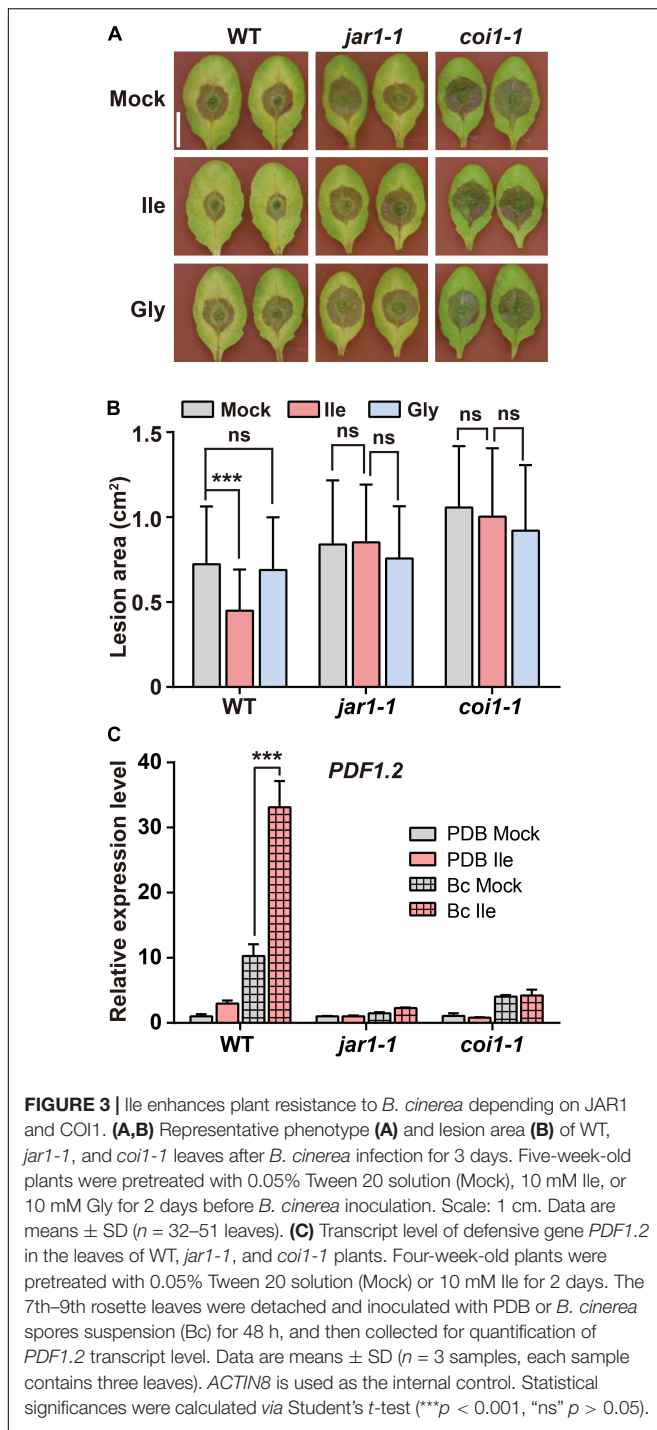 A
WT jar1-1 coi1-1
Mock
Ile
Gly
B
Mock Ile Gly
Lesion area (cm²)
1.5
1.0
0.5
0
ns
***
ns ns
ns ns
WT jar1-1 coi1-1
C
PDF1.2
Relative expression level
40
30
20
10
0
***
PDB Mock
PDB Ile
Bc Mock
Bc Ile
WT jar1-1 coi1-1
FIGURE 3 | Ile enhances plant resistance to B. cinerea depending on JAR1
and COI1. (A,B) Representative phenotype (A) and lesion area (B) of WT,
jar1-1, and coi1-1 leaves after B. cinerea infection for 3 days. Five-week-old
plants were pretreated with 0.05% Tween 20 solution (Mock), 10 mM Ile, or
10 mM Gly for 2 days before B. cinerea inoculation. Scale: 1 cm. Data are
means ± SD (n = 32–51 leaves). (C) Transcript level of defensive gene PDF1.2
in the leaves of WT, jar1-1, and coi1-1 plants. Four-week-old plants were
pretreated with 0.05% Tween 20 solution (Mock) or 10 mM Ile for 2 days. The
7th–9th rosette leaves were detached and inoculated with PDB or B. cinerea
spores suspension (Bc) for 48 h, and then collected for quantification of
PDF1.2 transcript level. Data are means ± SD (n = 3 samples, each sample
contains three leaves). ACTIN8 is used as the internal control. Statistical
significances were calculated via Student's t-test (***p < 0.001, “ns” p > 0.05).